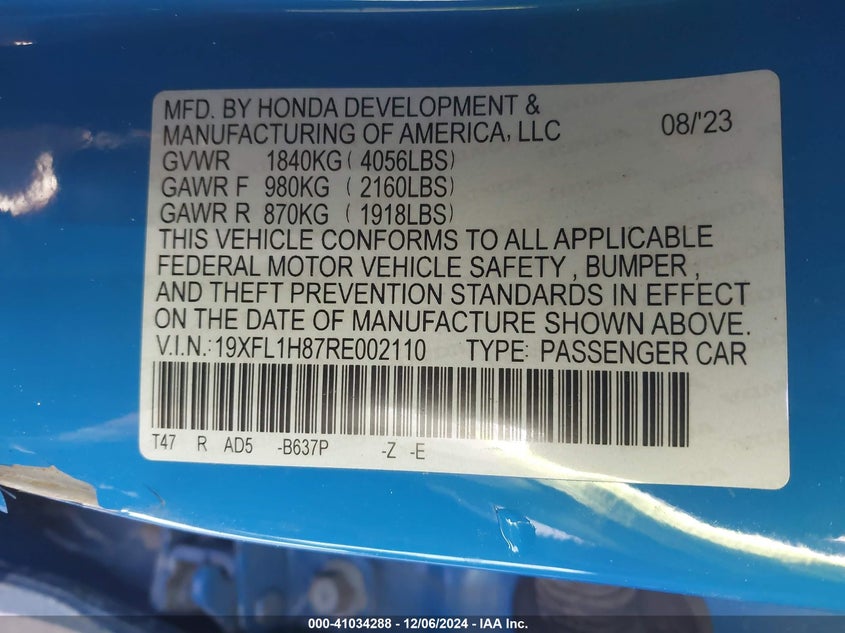 MFD. BY HONDA DEVELOPMENT &
MANUFACTURING OF AMERICA, LLC 08/'23
GVWR 1840KG ( 4056LBS)
GAWR F 980KG ( 2160LBS)
GAWR R 870KG ( 1918LBS)
THIS VEHICLE CONFORMS TO ALL APPLICABLE
FEDERAL MOTOR VEHICLE SAFETY , BUMPER ,
AND THEFT PREVENTION STANDARDS IN EFFECT
ON THE DATE OF MANUFACTURE SHOWN ABOVE.
V.I.N.: 19XFL1H87RE002110 TYPE: PASSENGER CAR
T47 R AD5 -B637P -Z -E
000-41034288 - 12/06/2024 - IAA Inc.